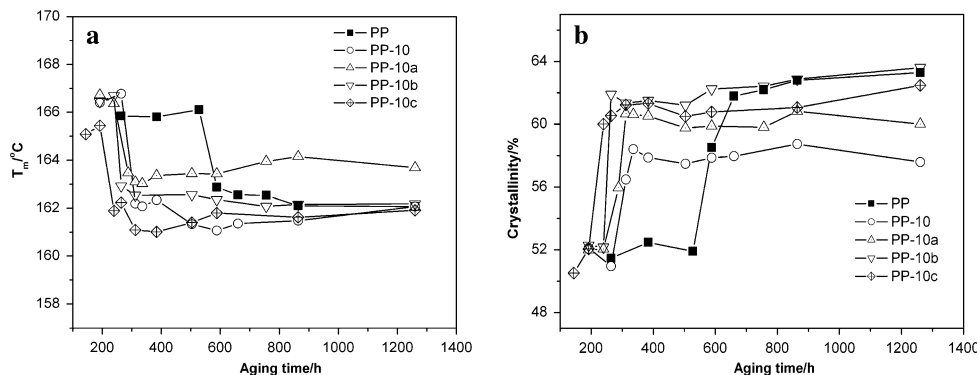 a
PP
PP-10
PP-10a
PP-10b
PP-10c
170
168
166
164
162
160
158
Tm/°C
200 400 600 800 1000 1200 1400
Aging time/h
b
PP
PP-10
PP-10a
PP-10b
PP-10c
64
60
56
52
48
Crystallinity/%
0 200 400 600 800 1000 1200 1400
Aging time/h